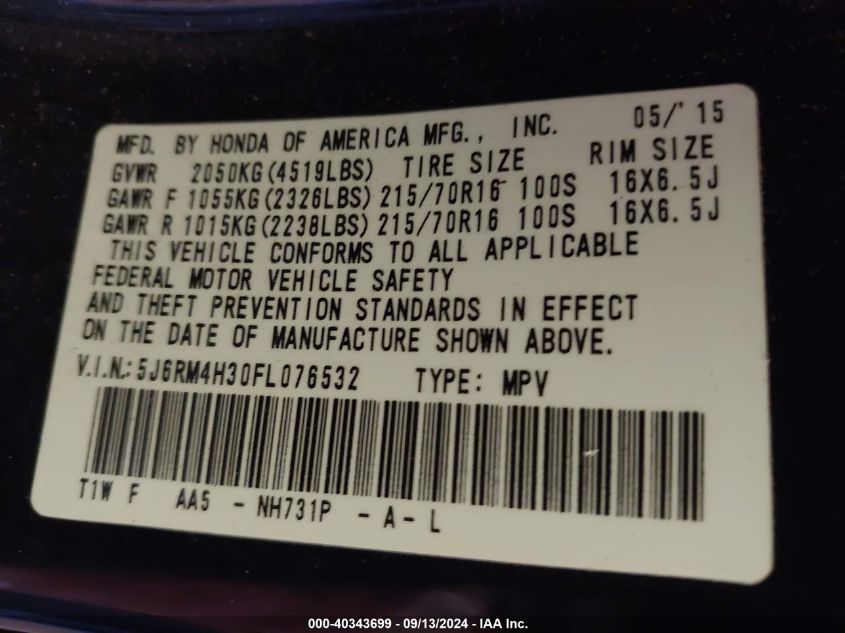 MFD. BY HONDA OF AMERICA MFG., INC. 05/'15
GVWR 2050KG(4519LBS) TIRE SIZE RIM SIZE
GAWR F 1055KG(2326LBS) 215/70R16 100S 16X6.5J
GAWR R 1015KG(2238LBS) 215/70R16 100S 16X6.5J
THIS VEHICLE CONFORMS TO ALL APPLICABLE
FEDERAL MOTOR VEHICLE SAFETY
AND THEFT PREVENTION STANDARDS IN EFFECT
ON THE DATE OF MANUFACTURE SHOWN ABOVE.
V.I.N.: 5J6RM4H30FL076532 TYPE: MPV
T1W F AA5 - NH731P - A - L
000-40343699 - 09/13/2024 - IAA Inc.